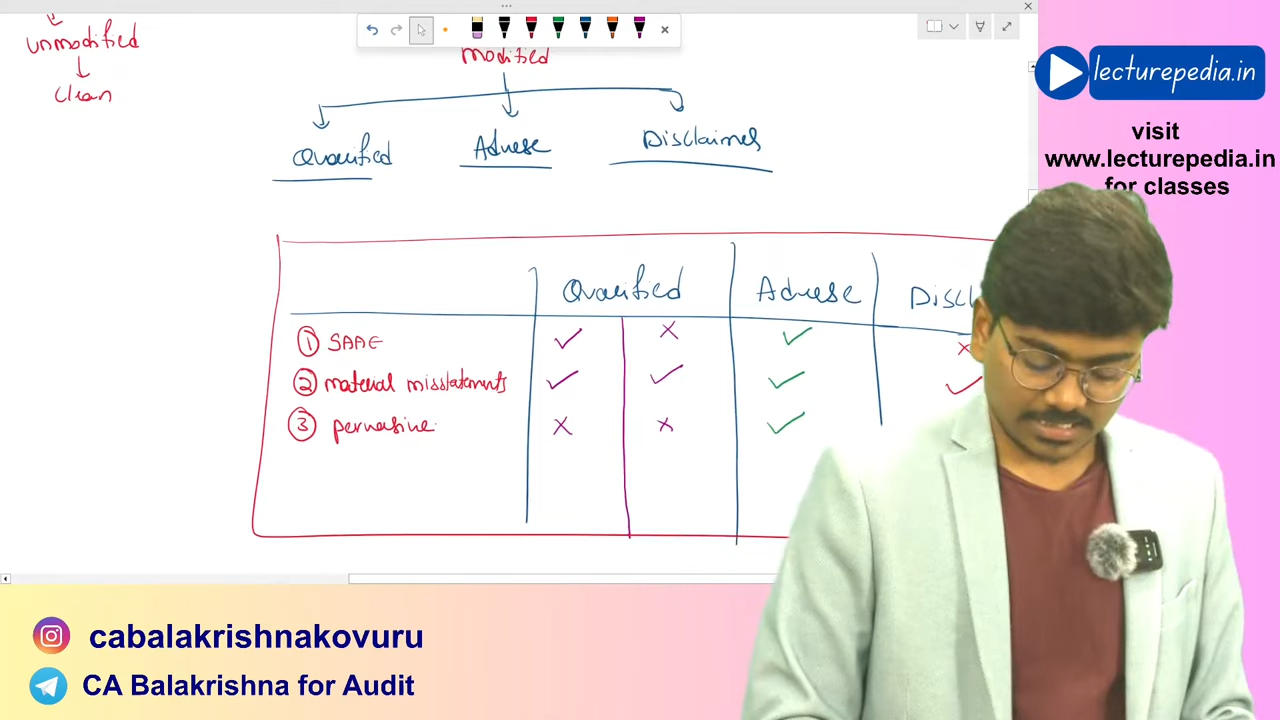 unmodified
clean
modified
Qualified Adverse Disclaimer
lecturepedia.in
visit
www.lecturepedia.in
for classes
Qualified Adverse Discl
① SAAE ✓ × ✓ ×
② material misstatements ✓ ✓ ✓ ✓
③ pervasive × × ✓
cabalakrishnakovuru
CA Balakrishna for Audit